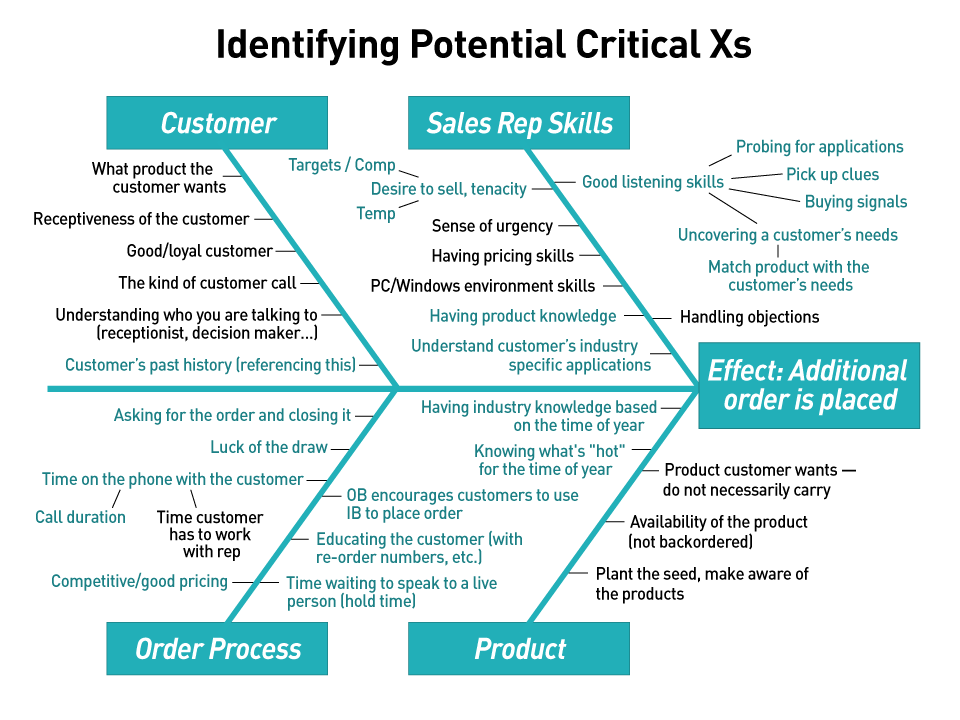 Identifying Potential Critical Xs
Customer
What product the
customer wants
Receptiveness of the customer
Good/loyal customer
The kind of customer call
Understanding who you are talking to
(receptionist, decision maker...)
Customer's past history (referencing this)
Sales Rep Skills
Targets / Comp
Desire to sell, tenacity
Temp
Sense of urgency
Having pricing skills
PC/Windows environment skills
Having product knowledge
Understand customer's industry
specific applications
Good listening skills
Probing for applications
Pick up clues
Buying signals
Uncovering a customer's needs
Match product with the
customer's needs
Handling objections
Effect: Additional
order is placed
Asking for the order and closing it
Luck of the draw
Time on the phone with the customer
Call duration
Time customer
has to work
with rep
Competitive/good pricing
OB encourages customers to use
IB to place order
Educating the customer (with
re-order numbers, etc.)
Time waiting to speak to a live
person (hold time)
Order Process
Having industry knowledge based
on the time of year
Knowing what's "hot"
for the time of year
Product customer wants —
do not necessarily carry
Availability of the product
(not backordered)
Plant the seed, make aware of
the products
Product